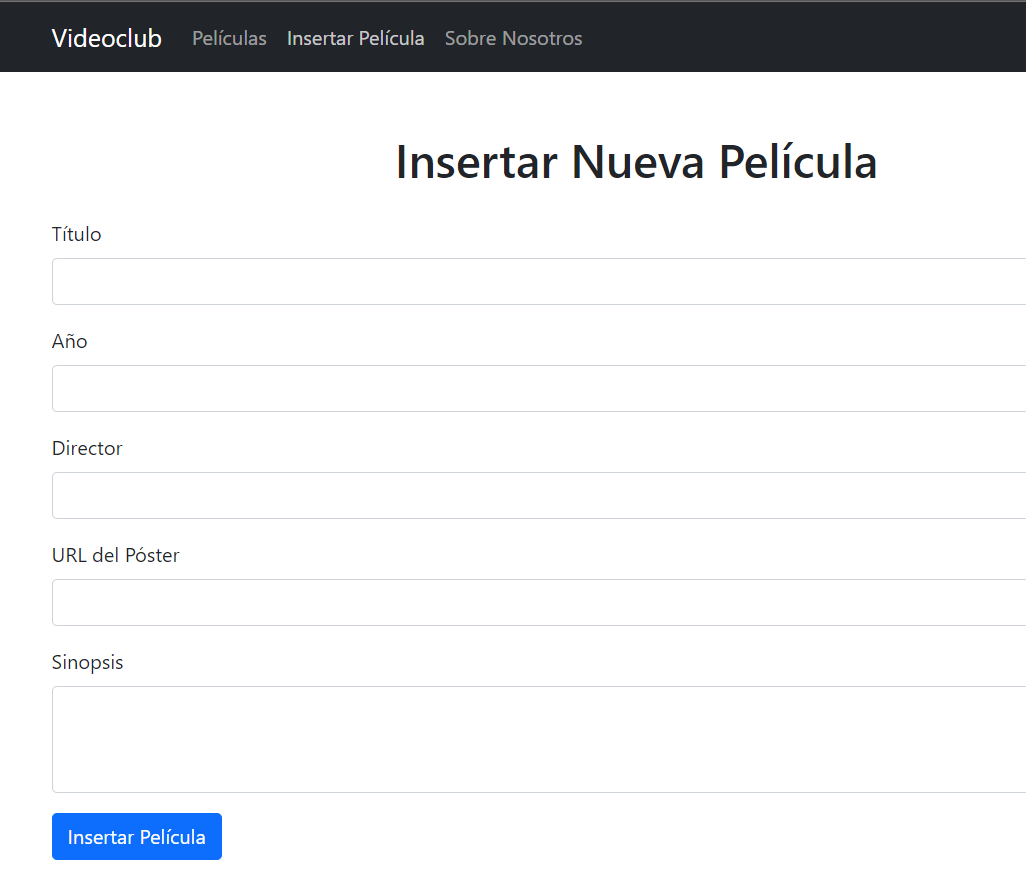 Videoclub Películas Insertar Película Sobre Nosotros
Insertar Nueva Película
Título
Año
Director
URL del Póster
Sinopsis
Insertar Película